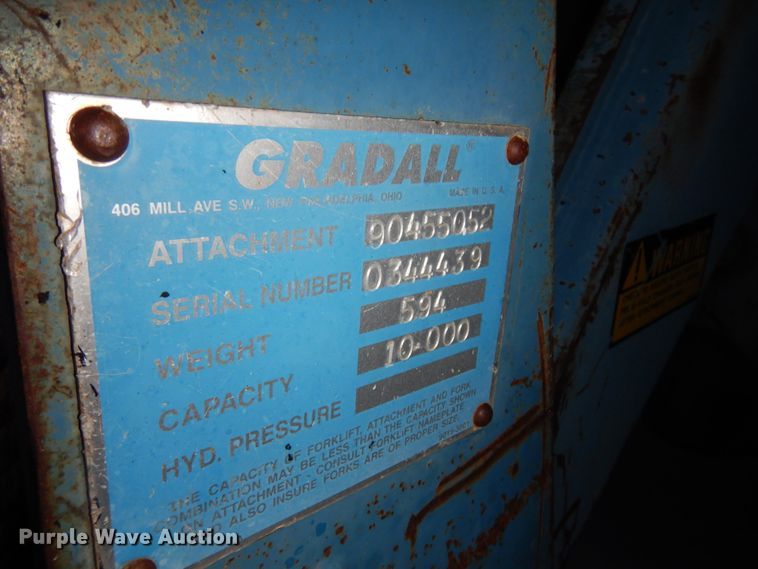 GRADALL®
406 MILL AVE S.W., NEW PHILADELPHIA, OHIO MADE IN U.S.A.
ATTACHMENT 90455052
SERIAL NUMBER 0344439
WEIGHT 594
CAPACITY 10.000
HYD. PRESSURE
THE CAPACITY OF FORKLIFT, ATTACHMENT AND FORK
COMBINATION MAY BE LESS THAN THE CAPACITY SHOWN
AN ATTACHMENT - CONSULT FORKLIFT NAMEPLATE
ALSO INSURE FORKS ARE OF PROPER SIZE.
WARNING
Purple Wave Auction